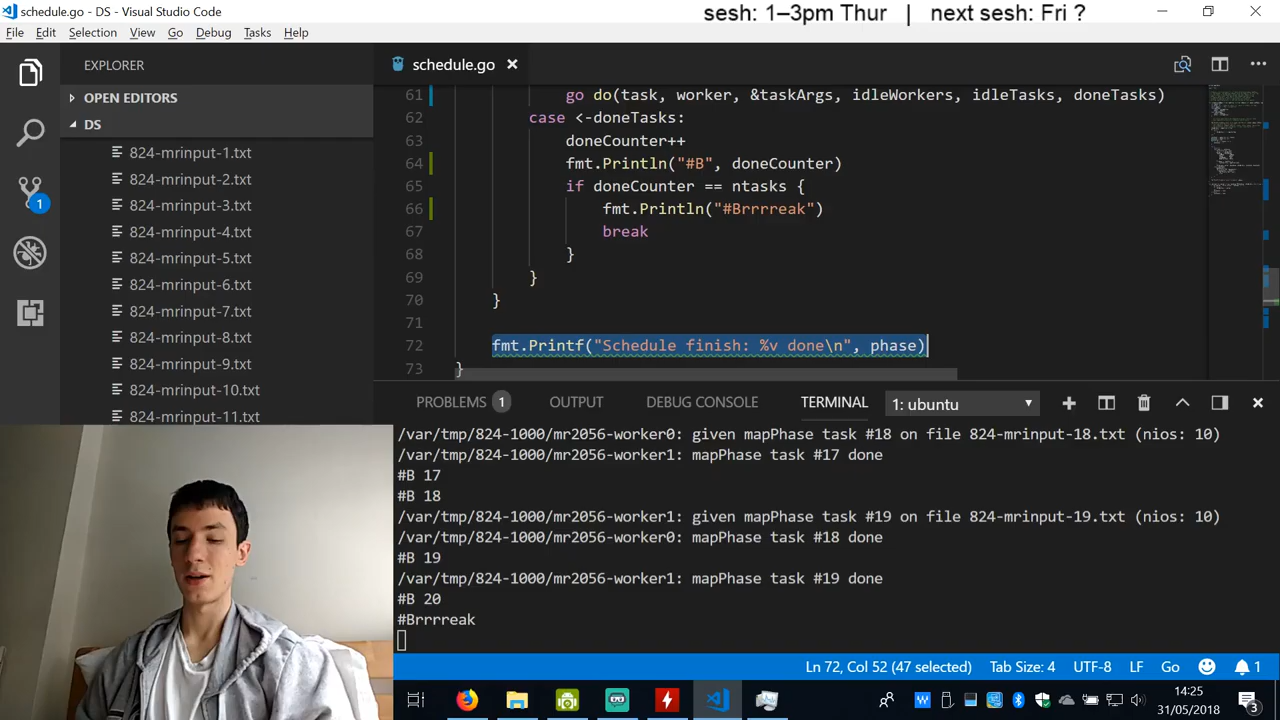 schedule.go - DS - Visual Studio Code
sesh: 1–3pm Thur | next sesh: Fri ?
File Edit Selection View Go Debug Tasks Help
EXPLORER
OPEN EDITORS
DS
824-mrinput-1.txt
824-mrinput-2.txt
824-mrinput-3.txt
824-mrinput-4.txt
824-mrinput-5.txt
824-mrinput-6.txt
824-mrinput-7.txt
824-mrinput-8.txt
824-mrinput-9.txt
824-mrinput-10.txt
824-mrinput-11.txt
1
schedule.go
61 go do(task, worker, &taskArgs, idleWorkers, idleTasks, doneTasks)
62 case <-doneTasks:
63 doneCounter++
64 fmt.Println("#B", doneCounter)
65 if doneCounter == ntasks {
66 fmt.Println("#Brrrreak")
67 break
68 }
69 }
70 }
71
72 fmt.Printf("Schedule finish: %v done\n", phase)
73 }
PROBLEMS 1 OUTPUT DEBUG CONSOLE TERMINAL 1: ubuntu
/var/tmp/824-1000/mr2056-worker0: given mapPhase task #18 on file 824-mrinput-18.txt (nios: 10)
/var/tmp/824-1000/mr2056-worker1: mapPhase task #17 done
#B 17
#B 18
/var/tmp/824-1000/mr2056-worker1: given mapPhase task #19 on file 824-mrinput-19.txt (nios: 10)
/var/tmp/824-1000/mr2056-worker0: mapPhase task #18 done
#B 19
/var/tmp/824-1000/mr2056-worker1: mapPhase task #19 done
#B 20
#Brrrreak
Ln 72, Col 52 (47 selected) Tab Size: 4 UTF-8 LF Go 1
14:25
31/05/2018
3